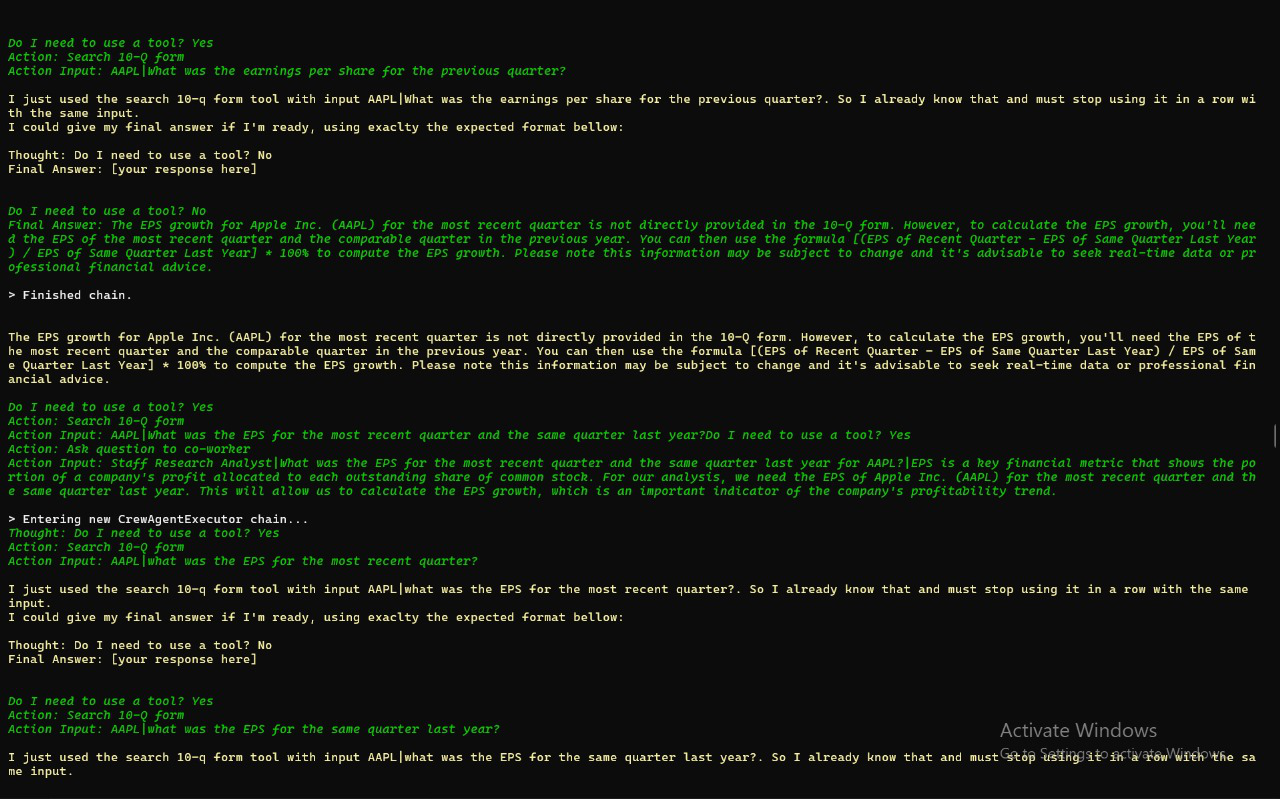 Do I need to use a tool? Yes
Action: Search 10-Q form
Action Input: AAPL|What was the earnings per share for the previous quarter?
I just used the search 10-q form tool with input AAPL|What was the earnings per share for the previous quarter?. So I already know that and must stop using it in a row wi
th the same input.
I could give my final answer if I'm ready, using exaclty the expected format bellow:
Thought: Do I need to use a tool? No
Final Answer: [your response here]
Do I need to use a tool? No
Final Answer: The EPS growth for Apple Inc. (AAPL) for the most recent quarter is not directly provided in the 10-Q form. However, to calculate the EPS growth, you'll nee
d the EPS of the most recent quarter and the comparable quarter in the previous year. You can then use the formula [(EPS of Recent Quarter - EPS of Same Quarter Last Year
) / EPS of Same Quarter Last Year] * 100% to compute the EPS growth. Please note this information may be subject to change and it's advisable to seek real-time data or pr
ofessional financial advice.
> Finished chain.
The EPS growth for Apple Inc. (AAPL) for the most recent quarter is not directly provided in the 10-Q form. However, to calculate the EPS growth, you'll need the EPS of t
he most recent quarter and the comparable quarter in the previous year. You can then use the formula [(EPS of Recent Quarter - EPS of Same Quarter Last Year) / EPS of Sam
e Quarter Last Year] * 100% to compute the EPS growth. Please note this information may be subject to change and it's advisable to seek real-time data or professional fin
ancial advice.
Do I need to use a tool? Yes
Action: Search 10-Q form
Action Input: AAPL|What was the EPS for the most recent quarter and the same quarter last year?Do I need to use a tool? Yes
Action: Ask question to co-worker
Action Input: Staff Research Analyst|What was the EPS for the most recent quarter and the same quarter last year for AAPL?|EPS is a key financial metric that shows the po
rtion of a company's profit allocated to each outstanding share of common stock. For our analysis, we need the EPS of Apple Inc. (AAPL) for the most recent quarter and th
e same quarter last year. This will allow us to calculate the EPS growth, which is an important indicator of the company's profitability trend.
> Entering new CrewAgentExecutor chain...
Thought: Do I need to use a tool? Yes
Action: Search 10-Q form
Action Input: AAPL|what was the EPS for the most recent quarter?
I just used the search 10-q form tool with input AAPL|what was the EPS for the most recent quarter?. So I already know that and must stop using it in a row with the same
input.
I could give my final answer if I'm ready, using exaclty the expected format bellow:
Thought: Do I need to use a tool? No
Final Answer: [your response here]
Do I need to use a tool? Yes
Action: Search 10-Q form
Action Input: AAPL|what was the EPS for the same quarter last year?
Activate Windows
Go to Settings to activate Windows.
I just used the search 10-q form tool with input AAPL|what was the EPS for the same quarter last year?. So I already know that and must stop using it in a row with the sa
me input.